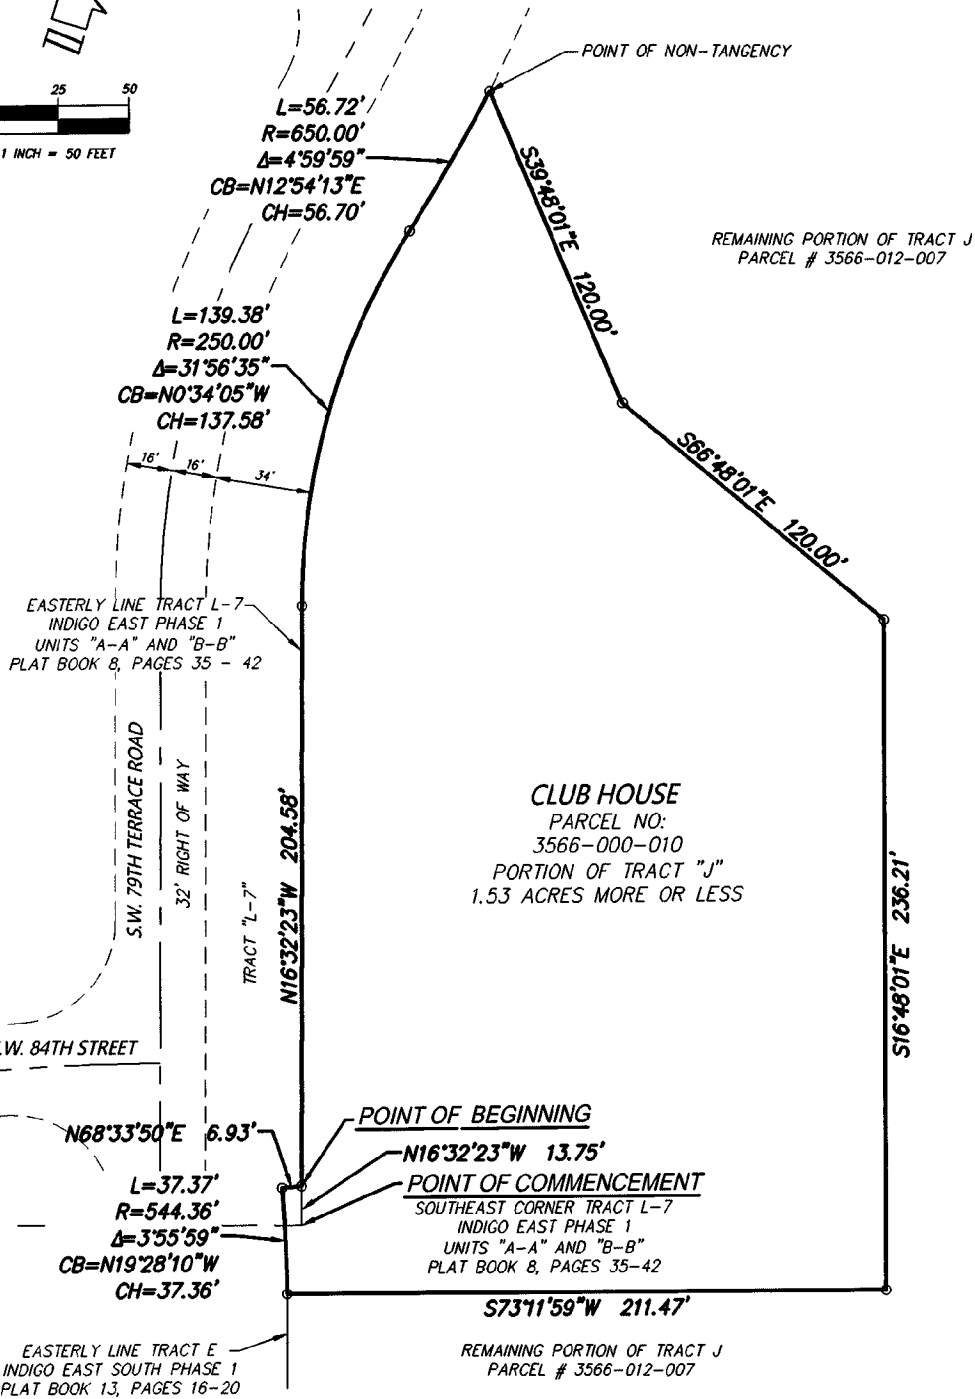 25 50
1 INCH = 50 FEET
POINT OF NON-TANGENCY
L=56.72'
R=650.00'
Δ=4°59'59"
CB=N12°54'13"E
CH=56.70'
S39°48'01"E 120.00'
REMAINING PORTION OF TRACT J
PARCEL # 3566-012-007
L=139.38'
R=250.00'
Δ=31°56'35"
CB=N0°34'05"W
CH=137.58'
16' 16' 34'
S66°48'01"E 120.00'
EASTERLY LINE TRACT L-7
INDIGO EAST PHASE 1
UNITS "A-A" AND "B-B"
PLAT BOOK 8, PAGES 35 - 42
S.W. 79TH TERRACE ROAD
32' RIGHT OF WAY
TRACT "L-7"
N16°32'23"W 204.58'
CLUB HOUSE
PARCEL NO:
3566-000-010
PORTION OF TRACT "J"
1.53 ACRES MORE OR LESS
S16°48'01"E 236.21'
.W. 84TH STREET
N68°33'50"E 6.93'
POINT OF BEGINNING
N16°32'23"W 13.75'
POINT OF COMMENCEMENT
SOUTHEAST CORNER TRACT L-7
INDIGO EAST PHASE 1
UNITS "A-A" AND "B-B"
PLAT BOOK 8, PAGES 35-42
L=37.37'
R=544.36'
Δ=3°55'59"
CB=N19°28'10"W
CH=37.36'
S73°11'59"W 211.47'
EASTERLY LINE TRACT E
INDIGO EAST SOUTH PHASE 1
PLAT BOOK 13, PAGES 16-20
REMAINING PORTION OF TRACT J
PARCEL # 3566-012-007